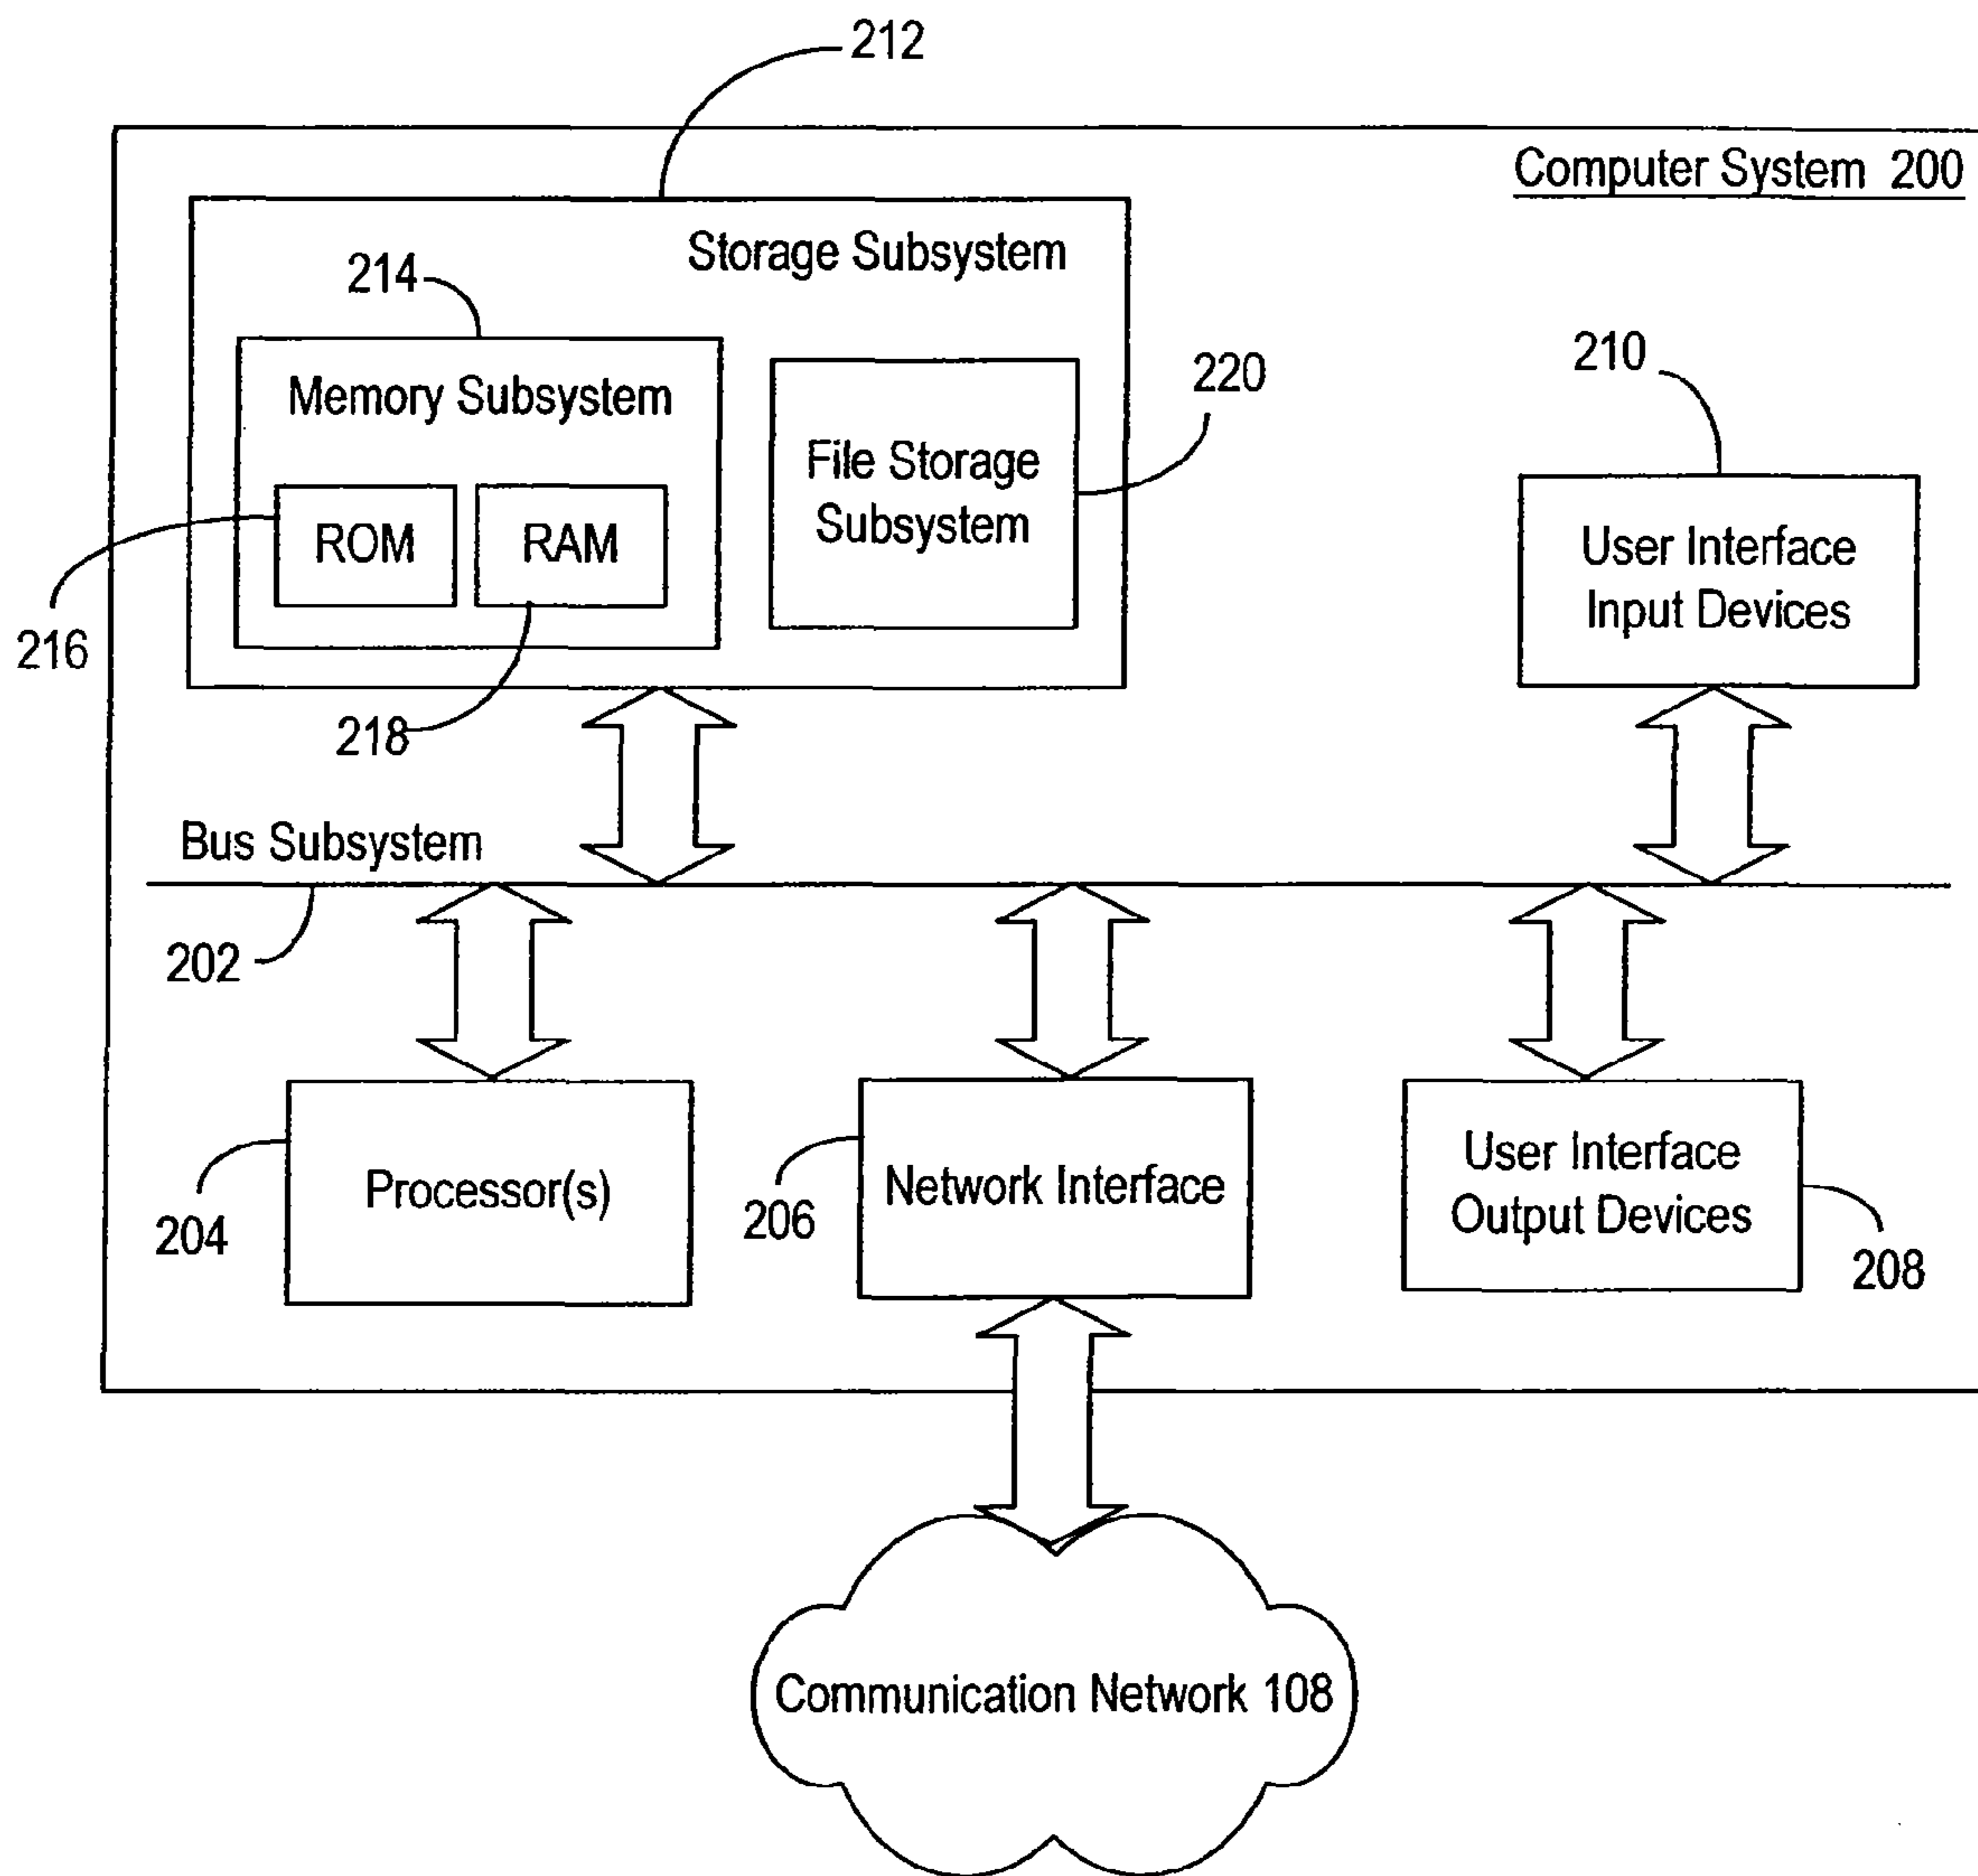 212
Computer System 200
Storage Subsystem
214
Memory Subsystem
220
210
File Storage
Subsystem
ROM
RAM
User Interface
Input Devices
216
218
Bus Subsystem
202
Processor(s)
204
Network Interface
206
User Interface
Output Devices
208
Communication Network 108